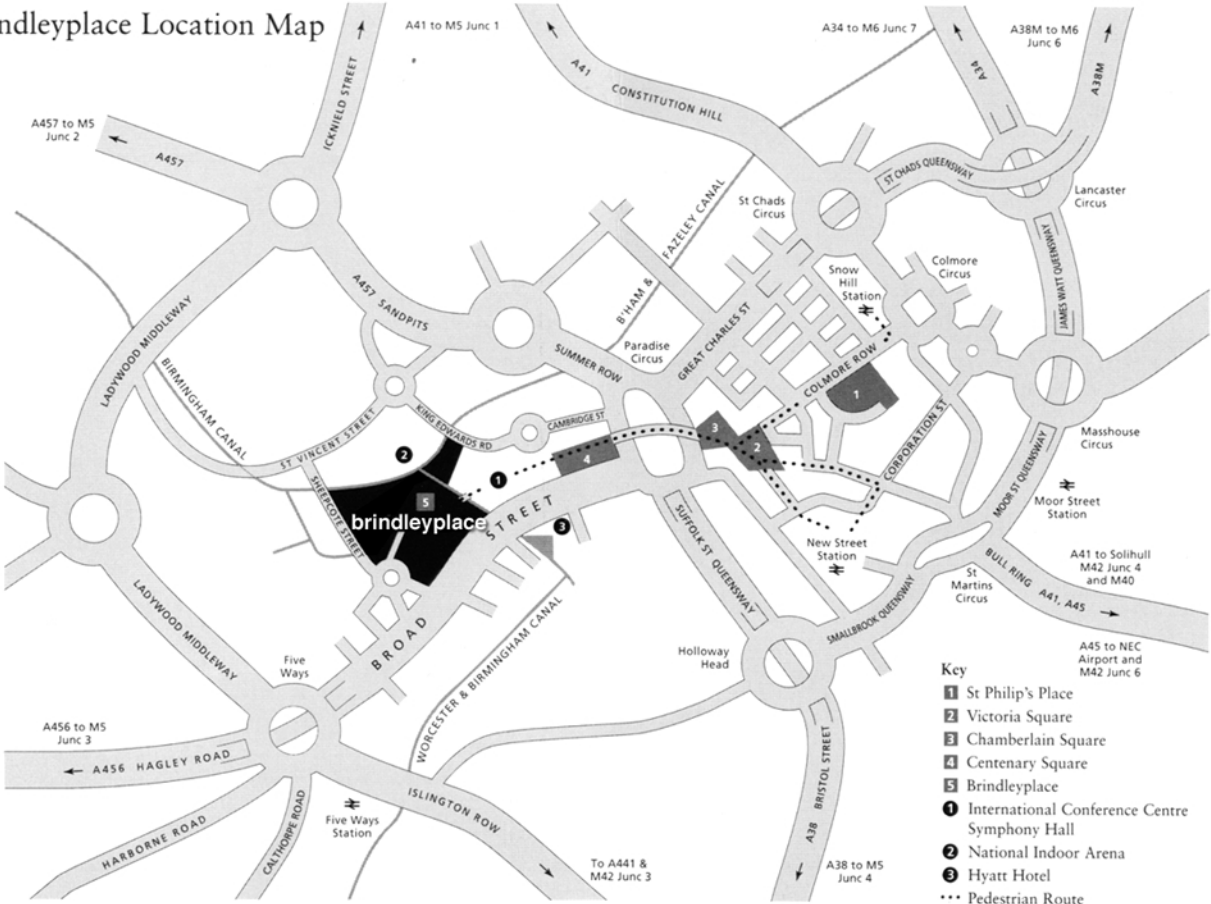 ndleyplace Location Map
A41 to M5 Junc 1
A34 to M6 Junc 7
A38M to M6
Junc 6
A457 to M5
Junc 2
A457
ICKNIELD STREET
A41
CONSTITUTION HILL
A34
A38M
ST CHADS QUEENSWAY
St Chads
Circus
Lancaster
Circus
JAMES WATT QUEENSWAY
B'HAM &
FAZELEY CANAL
Snow
Hill
Station
Colmore
Circus
LADYWOOD MIDDLEWAY
A457 SANDPITS
SUMMER ROW
Paradise
Circus
GREAT CHARLES ST
COLMORE ROW
1
BIRMINGHAM CANAL
ST VINCENT STREET
KING EDWARDS RD
CAMBRIDGE ST
CORPORATION ST
Masshouse
Circus
2
3
2
4
1
SHEEPCOTE STREET
5
brindleyplace
BROAD STREET
3
SUFFOLK ST QUEENSWAY
New Street
Station
MOOR ST QUEENSWAY
Moor Street
Station
St
Martins
Circus
BULL RING
A41, A45
A41 to Solihull
M42 Junc 4
and M40
A45 to NEC
Airport and
M42 Junc 6
SMALLBROOK QUEENSWAY
Holloway
Head
LADYWOOD MIDDLEWAY
Five
Ways
WORCESTER & BIRMINGHAM CANAL
A456 to M5
Junc 3
A456 HAGLEY ROAD
HARBORNE ROAD
CALTHORPE ROAD
Five Ways
Station
ISLINGTON ROW
To A441 &
M42 Junc 3
A38 BRISTOL STREET
A38 to M5
Junc 4
Key
1 St Philip's Place
2 Victoria Square
3 Chamberlain Square
4 Centenary Square
5 Brindleyplace
1 International Conference Centre
Symphony Hall
2 National Indoor Arena
3 Hyatt Hotel
Pedestrian Route